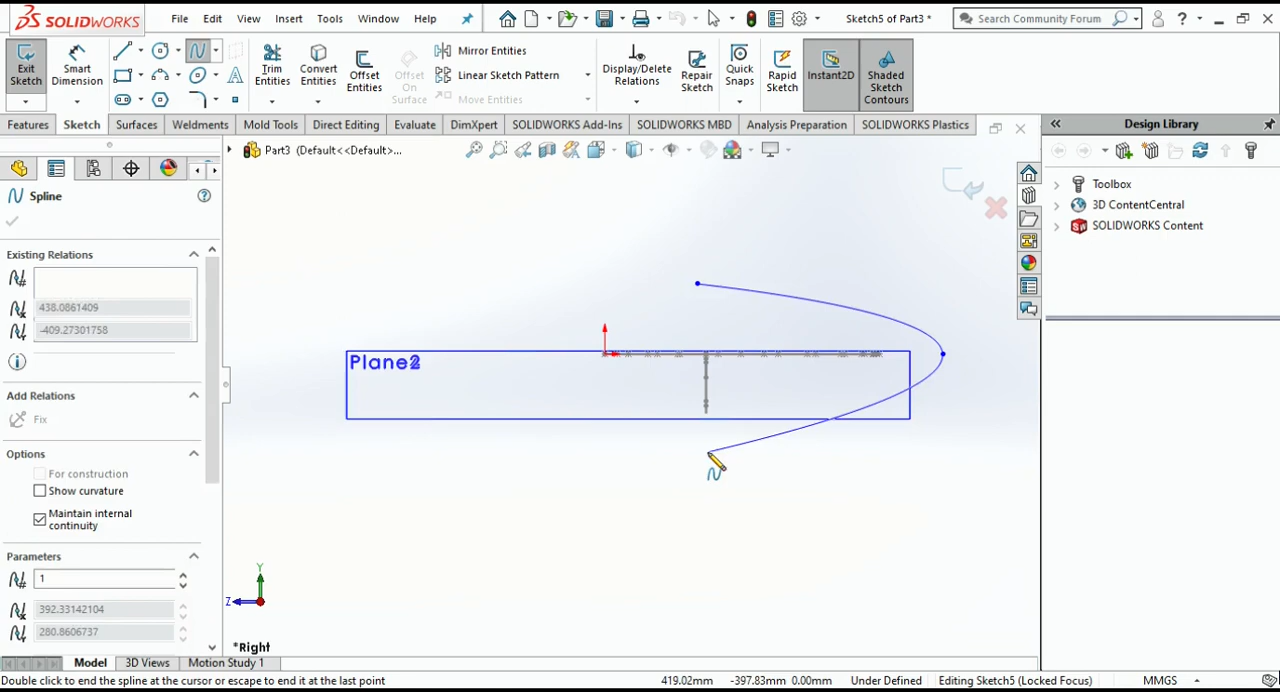 SOLIDWORKS
File Edit View Insert Tools Window Help
Sketch5 of Part3 *
Search Community Forum
?
Exit Sketch
Smart Dimension
Trim Entities
Convert Entities
Offset Entities
Offset On Surface
Mirror Entities
Linear Sketch Pattern
Move Entities
Display/Delete Relations
Repair Sketch
Quick Snaps
Rapid Sketch
Instant2D
Shaded Sketch Contours
Features Sketch Surfaces Weldments Mold Tools Direct Editing Evaluate DimXpert SOLIDWORKS Add-Ins SOLIDWORKS MBD Analysis Preparation SOLIDWORKS Plastics
Design Library
Part3 (Default<<Default>...
Toolbox
3D ContentCentral
SOLIDWORKS Content
Spline
Existing Relations
438.0861409
-409.27301758
Add Relations
Fix
Options
For construction
Show curvature
Maintain internal
continuity
Parameters
1
392.33142104
280.8606737
Y
Z
*Right
Model 3D Views Motion Study 1
Double click to end the spline at the cursor or escape to end it at the last point
419.02mm -397.83mm 0.00mm Under Defined Editing Sketch5 (Locked Focus) MMGS